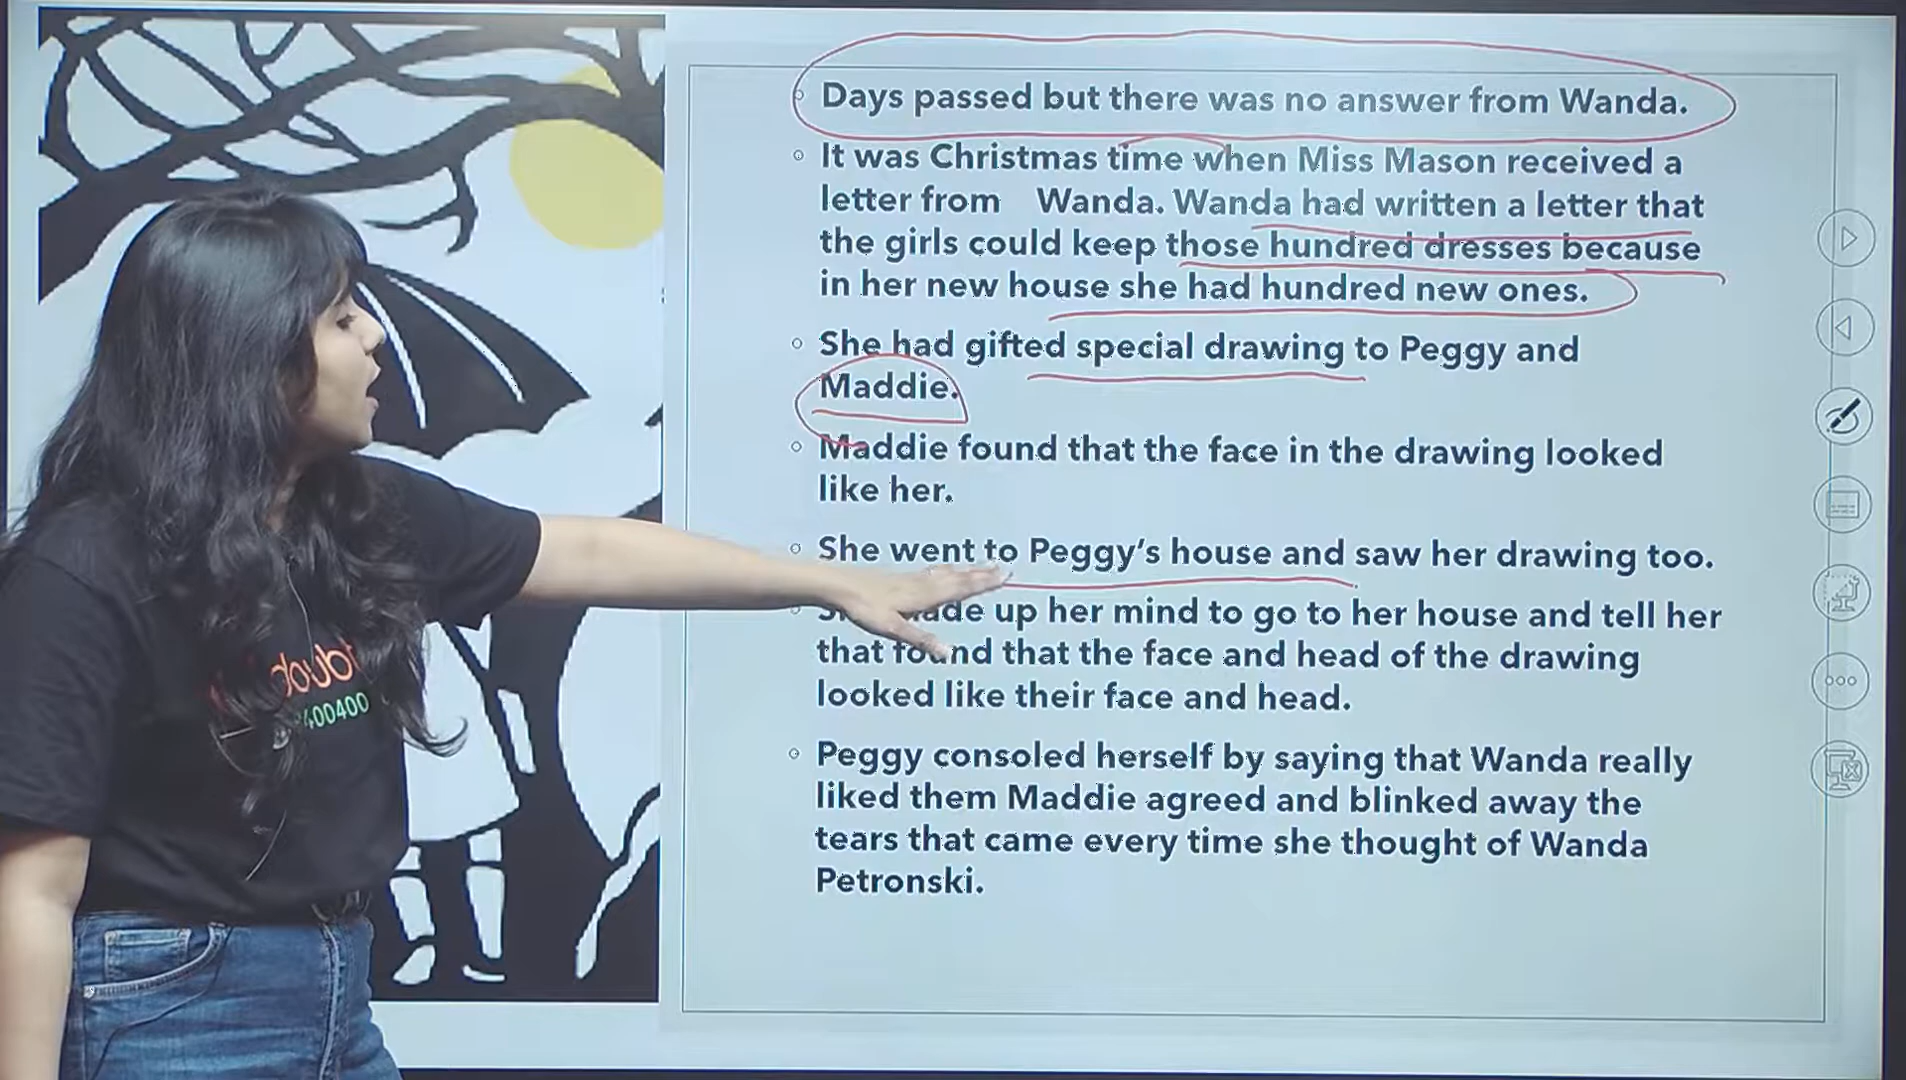 Days passed but there was no answer from Wanda.
It was Christmas time when Miss Mason received a
letter from Wanda. Wanda had written a letter that
the girls could keep those hundred dresses because
in her new house she had hundred new ones.
She had gifted special drawing to Peggy and
Maddie.
Maddie found that the face in the drawing looked
like her.
She went to Peggy's house and saw her drawing too.
up her mind to go to her house and tell her
that found that the face and head of the drawing
looked like their face and head.
Peggy consoled herself by saying that Wanda really
liked them Maddie agreed and blinked away the
tears that came every time she thought of Wanda
Petronski.
doubt
400400